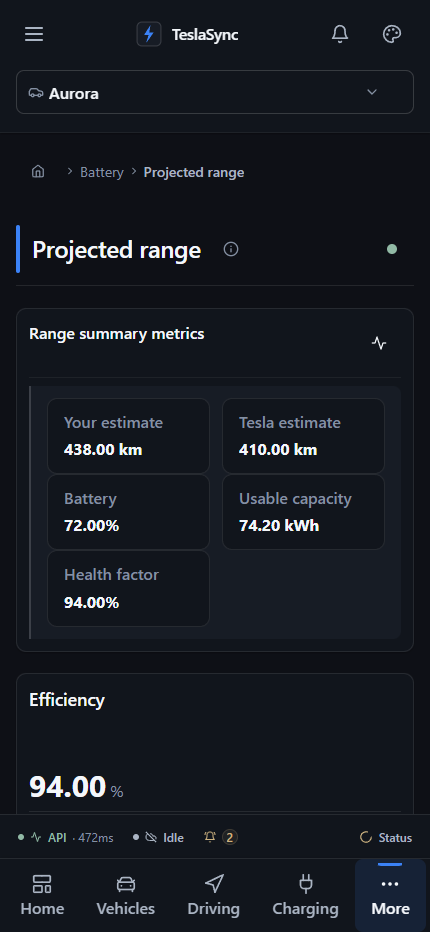 TeslaSync
Aurora
Battery Projected range
Projected range
Range summary metrics
Your estimate
438.00 km
Tesla estimate
410.00 km
Battery
72.00%
Usable capacity
74.20 kWh
Health factor
94.00%
Efficiency
94.00 %
API · 472ms Idle 2 Status
Home Vehicles Driving Charging More